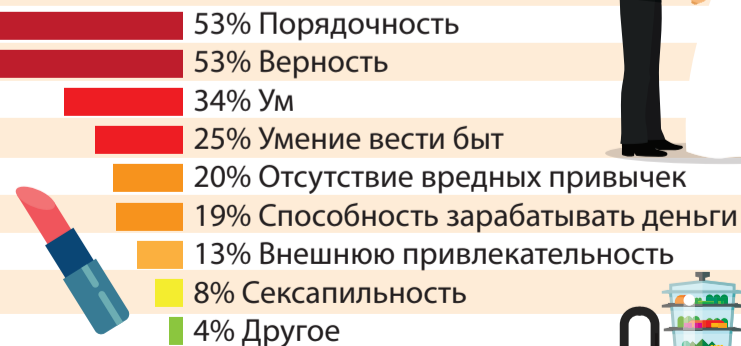 53% Порядочность
53% Верность
34% Ум
25% Умение вести быт
20% Отсутствие вредных привычек
19% Способность зарабатывать деньги
13% Внешнюю привлекательность
8% Сексапильность
4% Другое